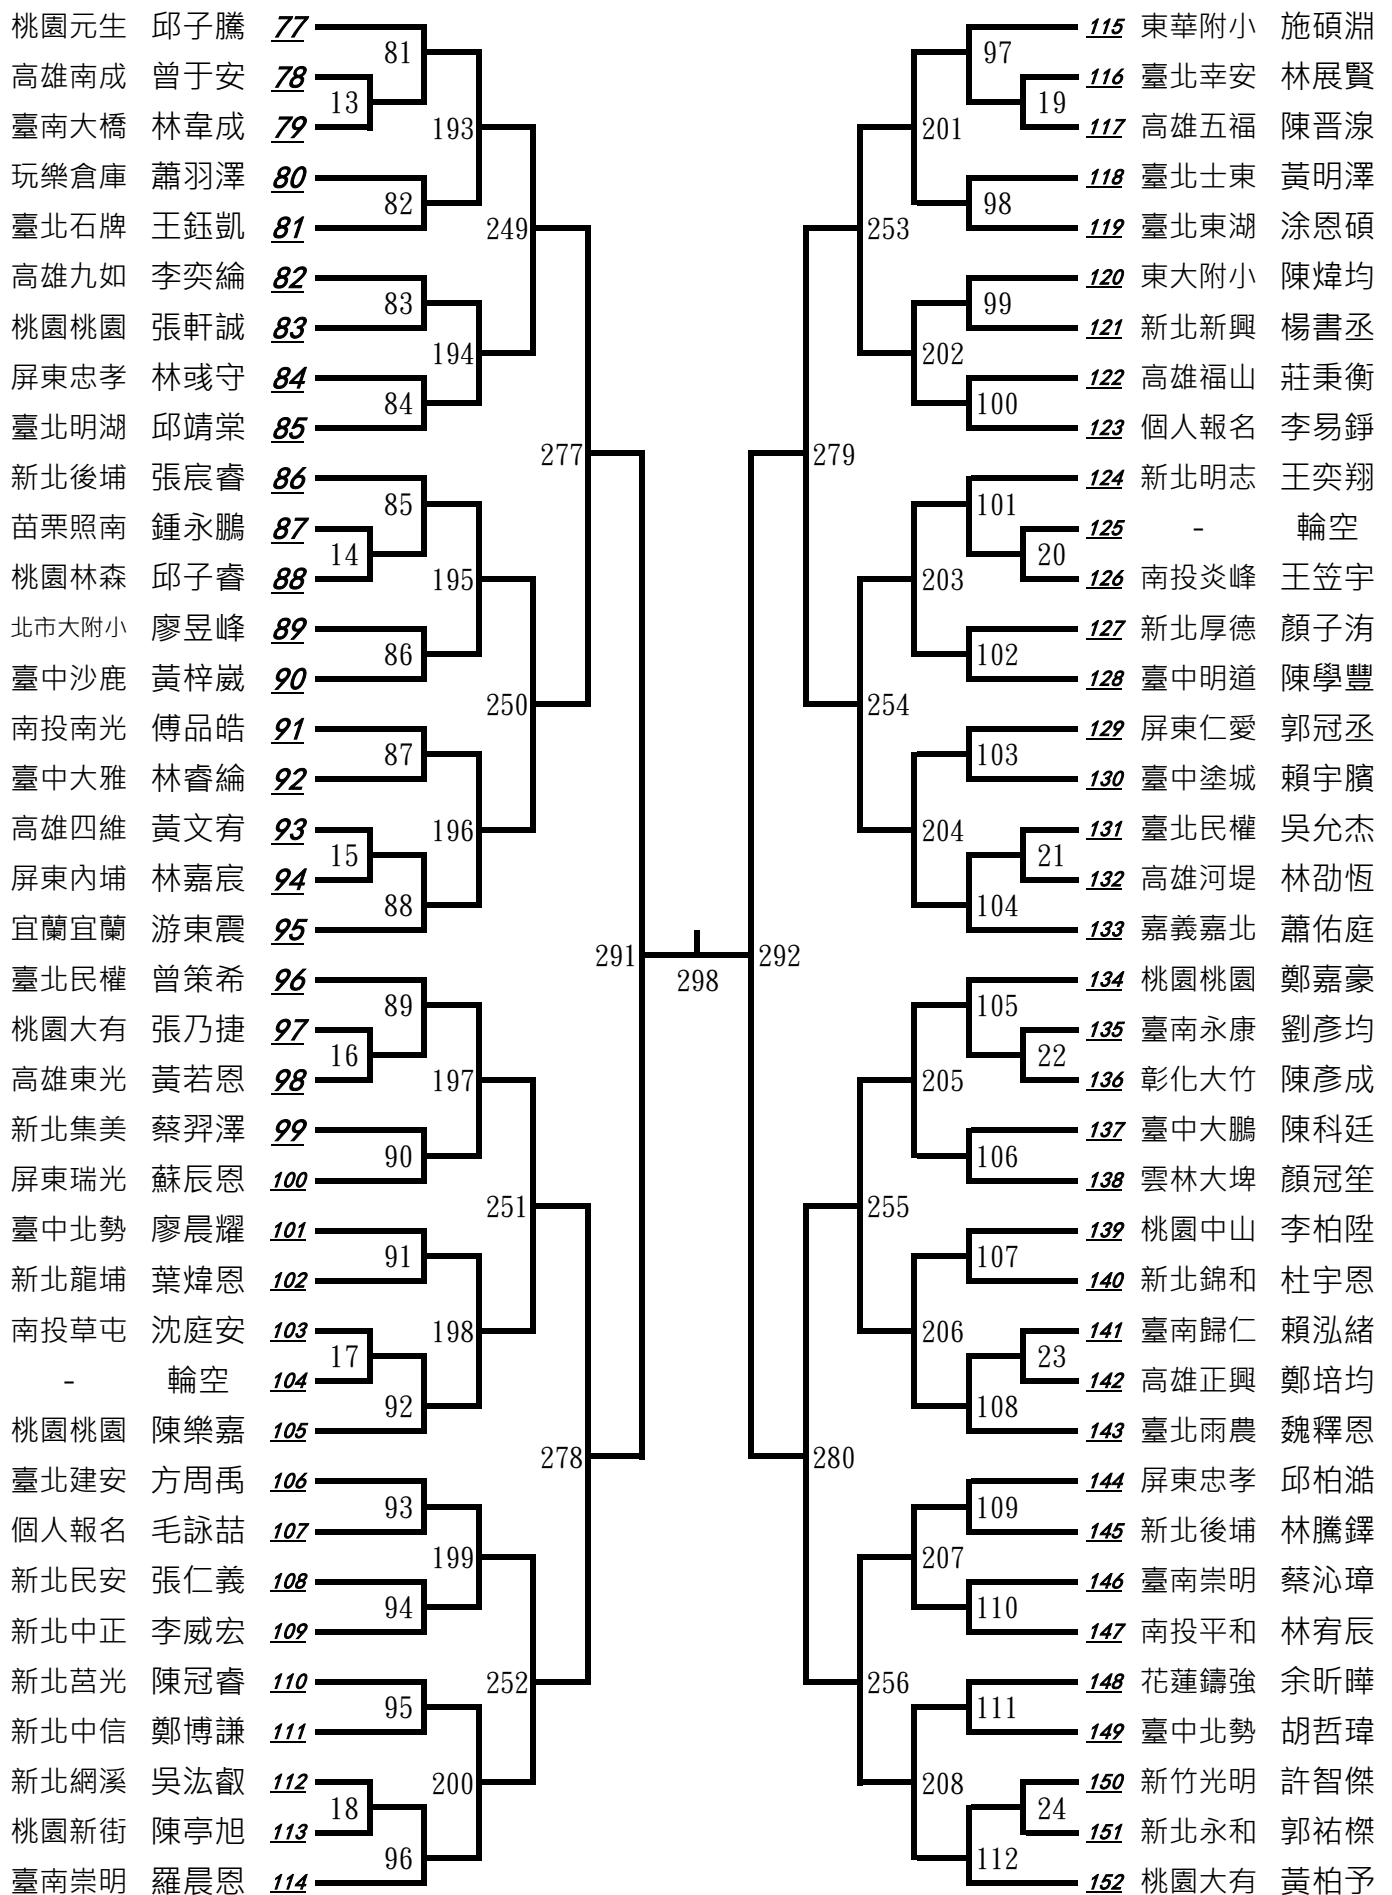 桃園元生 邱子騰 77
高雄南成 曾于安 78
臺南大橋 林韋成 79
玩樂倉庫 蕭羽澤 80
臺北石牌 王鈺凱 81
高雄九如 李奕綸 82
桃園桃園 張軒誠 83
屏東忠孝 林彧守 84
臺北明湖 邱靖棠 85
新北後埔 張宸睿 86
苗栗照南 鍾永鵬 87
桃園林森 邱子睿 88
北市大附小 廖昱峰 89
臺中沙鹿 黃梓崴 90
南投南光 傅品皓 91
臺中大雅 林睿綸 92
高雄四維 黃文宥 93
屏東內埔 林嘉宸 94
宜蘭宜蘭 游東震 95
臺北民權 曾策希 96
桃園大有 張乃捷 97
高雄東光 黃若恩 98
新北集美 蔡羿澤 99
屏東瑞光 蘇辰恩 100
臺中北勢 廖晨耀 101
新北龍埔 葉煒恩 102
南投草屯 沈庭安 103
- 輪空 104
桃園桃園 陳樂嘉 105
臺北建安 方周禹 106
個人報名 毛詠喆 107
新北民安 張仁義 108
新北中正 李威宏 109
新北莒光 陳冠睿 110
新北中信 鄭博謙 111
新北網溪 吳汯叡 112
桃園新街 陳亭旭 113
臺南崇明 羅晨恩 114
13
14
15
16
17
18
81
82
83
84
85
86
87
88
89
90
91
92
93
94
95
96
193
194
195
196
197
198
199
200
249
250
251
252
277
278
291
298
292
279
280
253
254
255
256
201
202
203
204
205
206
207
208
97
98
99
100
101
102
103
104
105
106
107
108
109
110
111
112
19
20
21
22
23
24
115 東華附小 施碩淵
116 臺北幸安 林展賢
117 高雄五福 陳晋湶
118 臺北士東 黃明澤
119 臺北東湖 涂恩碩
120 東大附小 陳煒均
121 新北新興 楊書丞
122 高雄福山 莊秉衡
123 個人報名 李易錚
124 新北明志 王奕翔
125 - 輪空
126 南投炎峰 王笠宇
127 新北厚德 顏子洧
128 臺中明道 陳學豐
129 屏東仁愛 郭冠丞
130 臺中塗城 賴宇臏
131 臺北民權 吳允杰
132 高雄河堤 林劭恆
133 嘉義嘉北 蕭佑庭
134 桃園桃園 鄭嘉豪
135 臺南永康 劉彥均
136 彰化大竹 陳彥成
137 臺中大鵬 陳科廷
138 雲林大埤 顏冠笙
139 桃園中山 李柏陞
140 新北錦和 杜宇恩
141 臺南歸仁 賴泓緒
142 高雄正興 鄭培均
143 臺北雨農 魏釋恩
144 屏東忠孝 邱柏澔
145 新北後埔 林騰鐸
146 臺南崇明 蔡沁璋
147 南投平和 林宥辰
148 花蓮鑄強 余昕曄
149 臺中北勢 胡哲瑋
150 新竹光明 許智傑
151 新北永和 郭祐榤
152 桃園大有 黃柏予